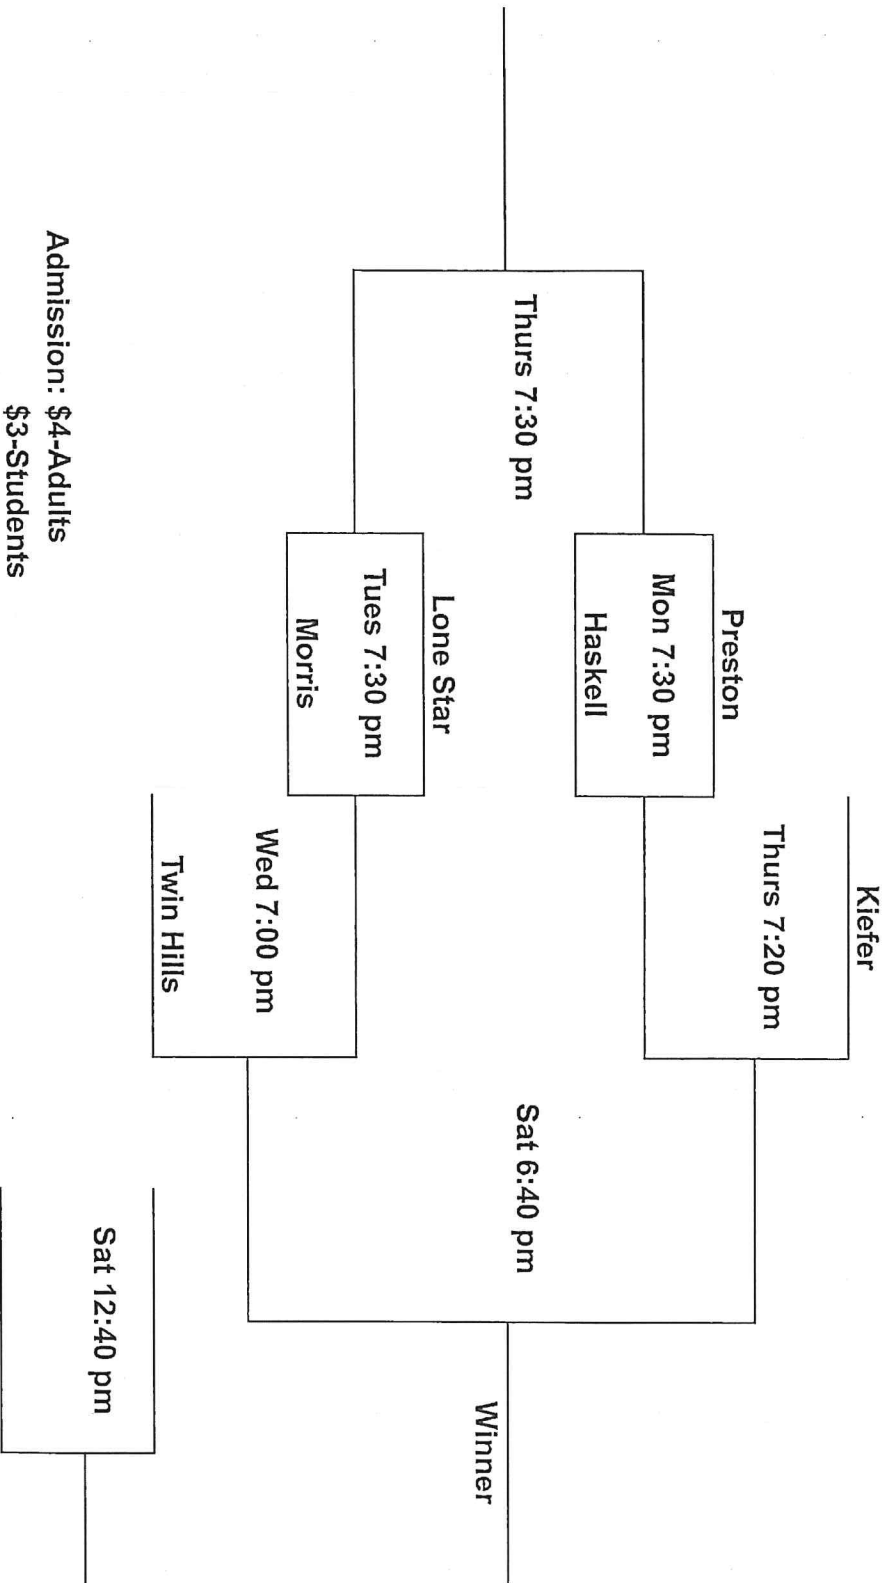 Kiefer
Preston
Thurs 7:20 pm
Mon 7:30 pm
Haskell
Thurs 7:30 pm
Sat 6:40 pm
Winner
Lone Star
Tues 7:30 pm
Morris
Wed 7:00 pm
Twin Hills
Sat 12:40 pm
Admission: $4-Adults
$3-Students